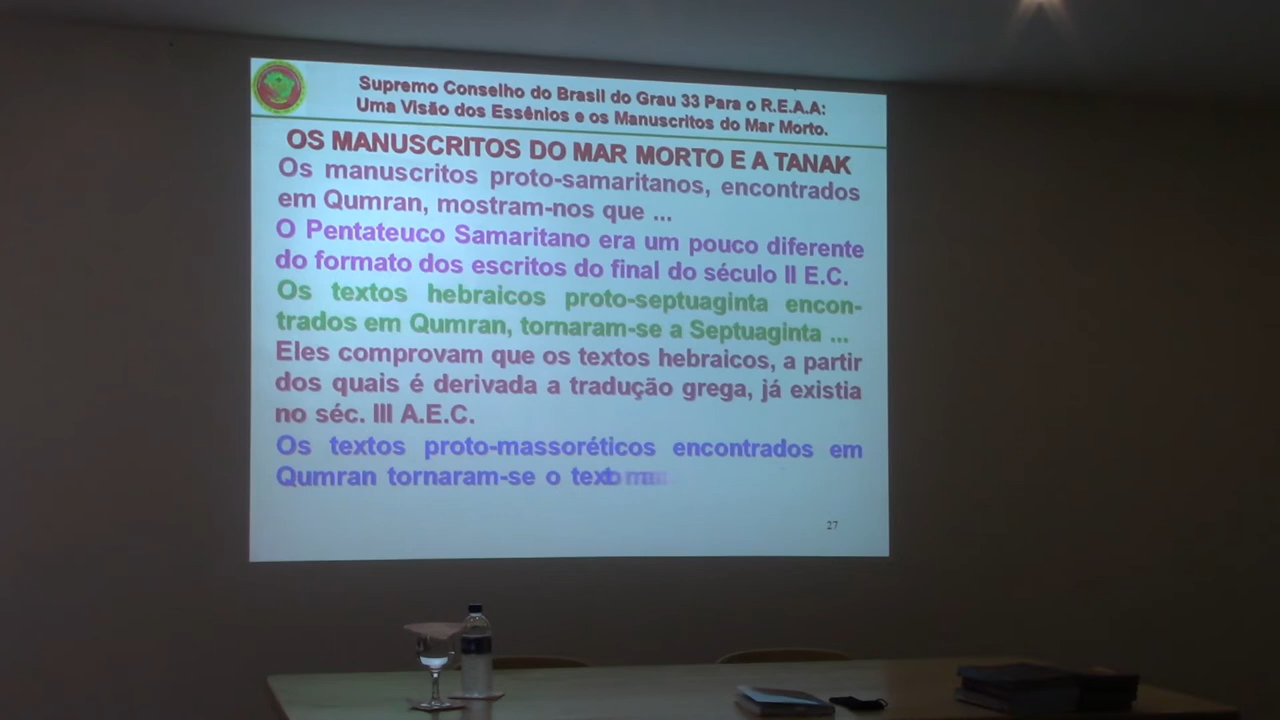 Supremo Conselho do Brasil do Grau 33 Para o R.E.A.A:
Uma Visão dos Essênios e os Manuscritos do Mar Morto.
OS MANUSCRITOS DO MAR MORTO E A TANAK
Os manuscritos proto-samaritanos, encontrados
em Qumran, mostram-nos que ...
O Pentateuco Samaritano era um pouco diferente
do formato dos escritos do final do século II E.C.
Os textos hebraicos proto-septuaginta encon-
trados em Qumran, tornaram-se a Septuaginta ...
Eles comprovam que os textos hebraicos, a partir
dos quais é derivada a tradução grega, já existia
no séc. III A.E.C.
Os textos proto-massoréticos encontrados em
Qumran tornaram-se o texto
27